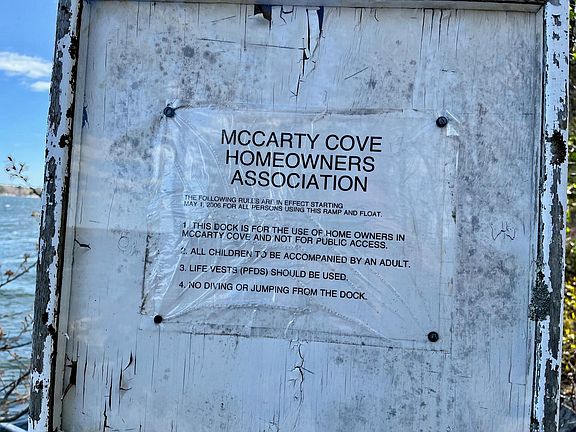 MCCARTY COVE
HOMEOWNERS
ASSOCIATION
THE FOLLOWING RULES ARE IN EFFECT STARTING
MAY 1, 2006 FOR ALL PERSONS USING THIS RAMP AND FLOAT.
1. THIS DOCK IS FOR THE USE OF HOME OWNERS IN
MCCARTY COVE AND NOT FOR PUBLIC ACCESS.
2. ALL CHILDREN TO BE ACCOMPANIED BY AN ADULT.
3. LIFE VESTS (PFDS) SHOULD BE USED.
4. NO DIVING OR JUMPING FROM THE DOCK.